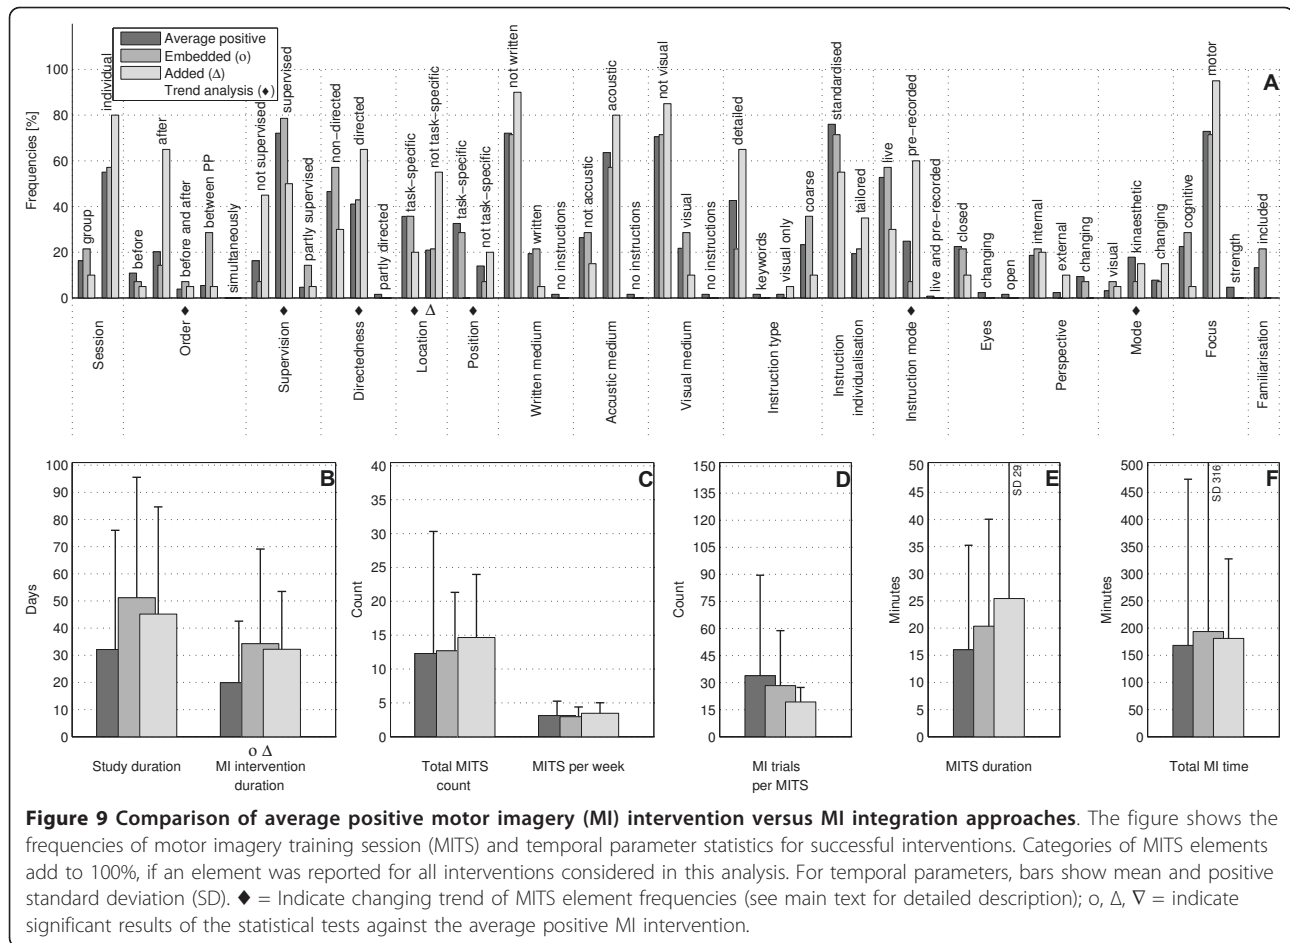 Average positive
Embedded (o)
Added (Δ)
Trend analysis (♦)
A
Frequencies [%]
100
80
60
40
20
0
group
individual
before
after
before and after
between PP
simultaneously
not supervised
supervised
partly supervised
non-directed
directed
partly directed
task-specific
not task-specific
task-specific
not task-specific
not written
written
no instructions
not accustic
acoustic
no instructions
not visual
visual
no instructions
detailed
keywords
visual only
coarse
standardised
tailored
live
pre-recorded
live and pre-recorded
closed
changing
open
internal
external
changing
visual
kinaesthetic
changing
cognitive
motor
strength
included
♦ ♦ ♦ ♦ Δ ♦ ♦ ♦
Session
Order
Supervision
Directedness
Location
Position
Written medium
Accustic medium
Visual medium
Instruction type
Instruction
individualisation
Instruction mode
Eyes
Perspective
Mode
Focus
Familiarisation
B
Days
100
90
80
70
60
50
40
30
20
10
0
o Δ
Study duration
MI intervention
duration
C
Count
40
35
30
25
20
15
10
5
0
Total MITS
count
MITS per week
D
Count
150
135
120
105
90
75
60
45
30
15
0
MI trials
per MITS
E
Minutes
50
45
40
35
30
25
20
15
10
5
0
SD 29
MITS duration
F
Minutes
500
450
400
350
300
250
200
150
100
50
0
SD 316
Total MI time
Figure 9 Comparison of average positive motor imagery (MI) intervention versus MI integration approaches. The figure shows the
frequencies of motor imagery training session (MITS) and temporal parameter statistics for successful interventions. Categories of MITS elements
add to 100%, if an element was reported for all interventions considered in this analysis. For temporal parameters, bars show mean and positive
standard deviation (SD). ♦ = Indicate changing trend of MITS element frequencies (see main text for detailed description); o, Δ, ∇ = indicate
significant results of the statistical tests against the average positive MI intervention.